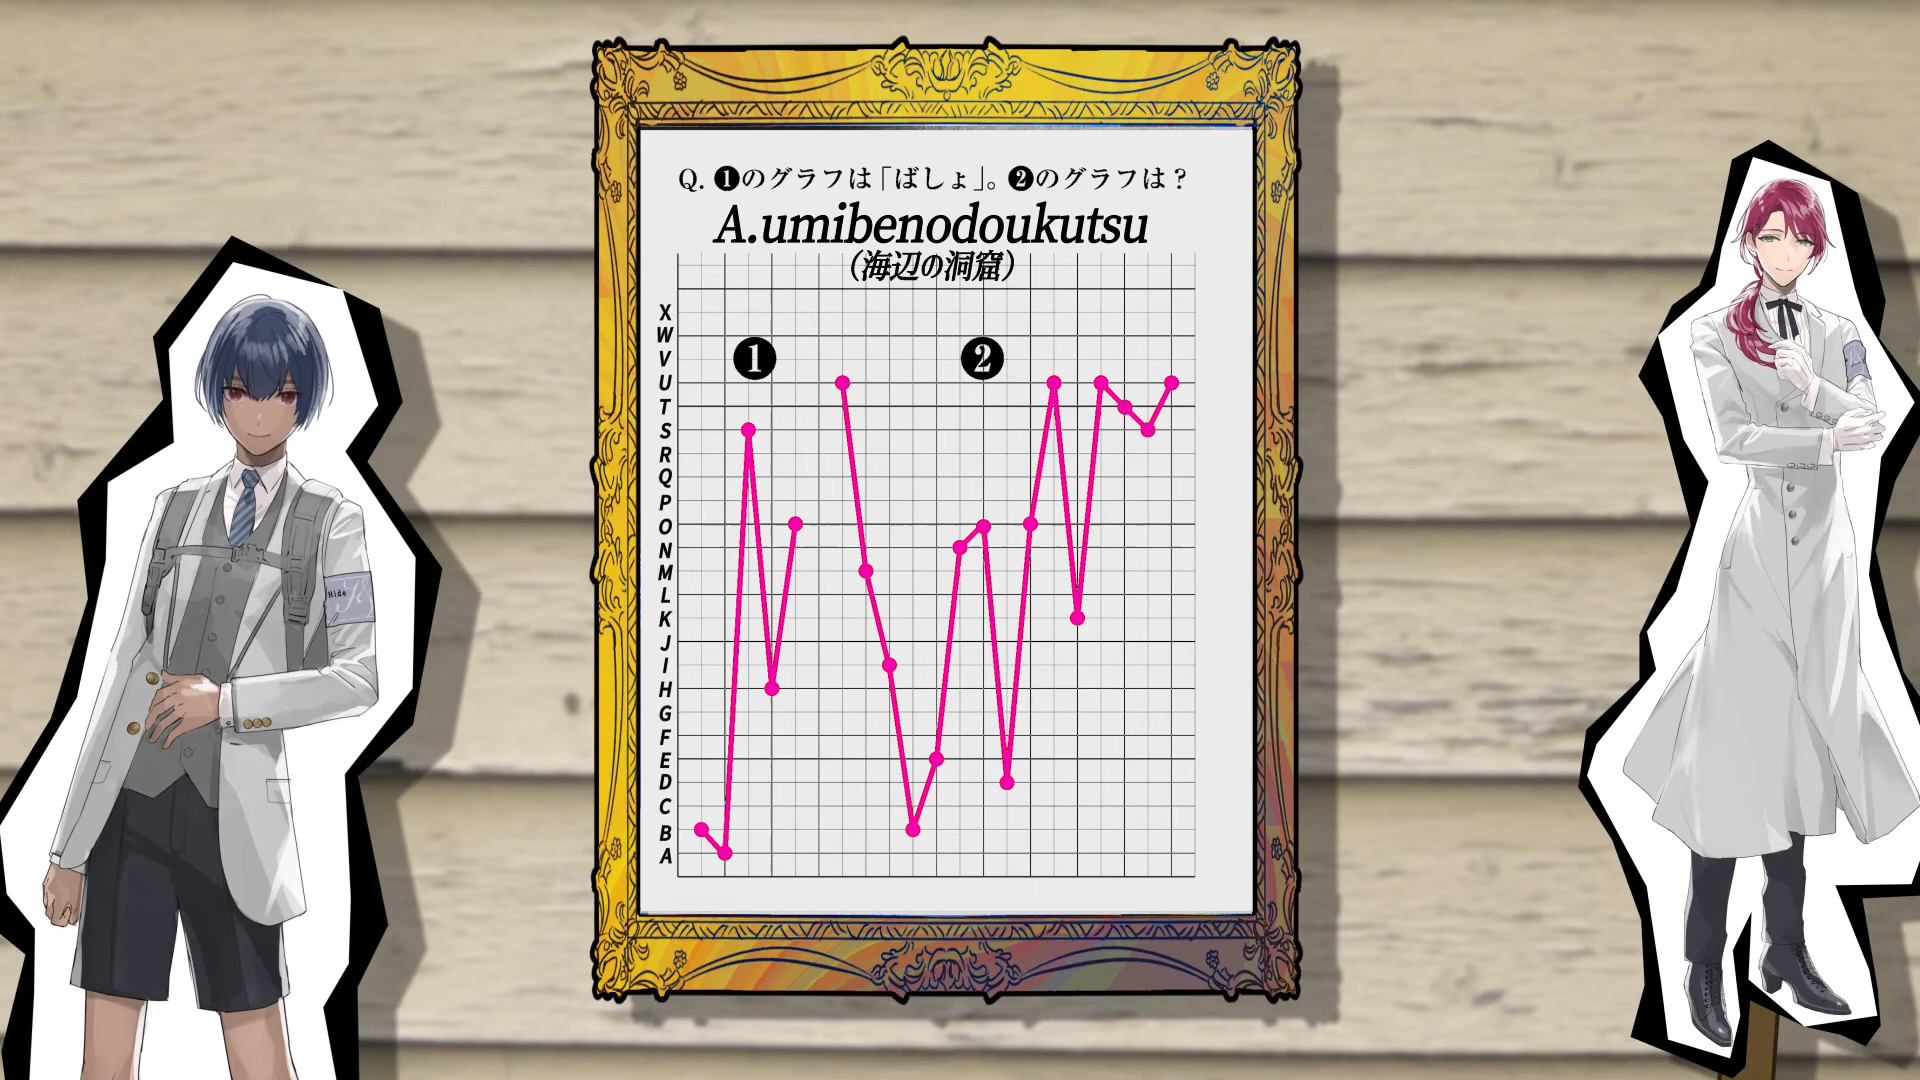 Q. ❶のグラフは「ばしょ」。❷のグラフは？
A.umibenodoukutsu
（海辺の洞窟）
❶ ❷
X
W
V
U
T
S
R
Q
P
O
N
M
L
K
J
I
H
G
F
E
D
C
B
A
Hide